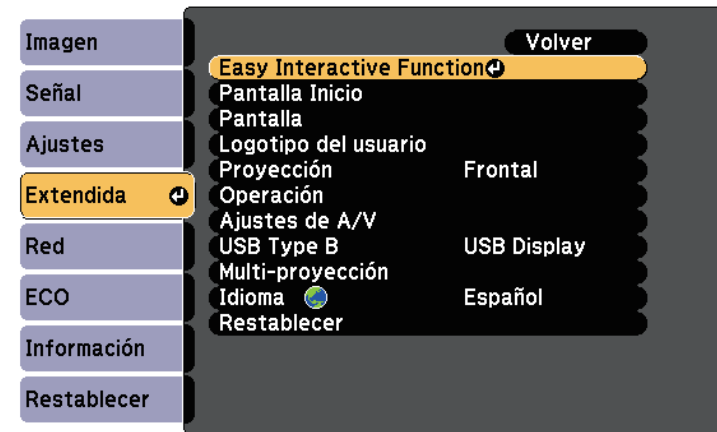 Imagen
Señal
Ajustes
Extendida
Red
ECO
Información
Restablecer
Volver
Easy Interactive Function
Pantalla Inicio
Pantalla
Logotipo del usuario
Proyección Frontal
Operación
Ajustes de A/V
USB Type B USB Display
Multi-proyección
Idioma Español
Restablecer